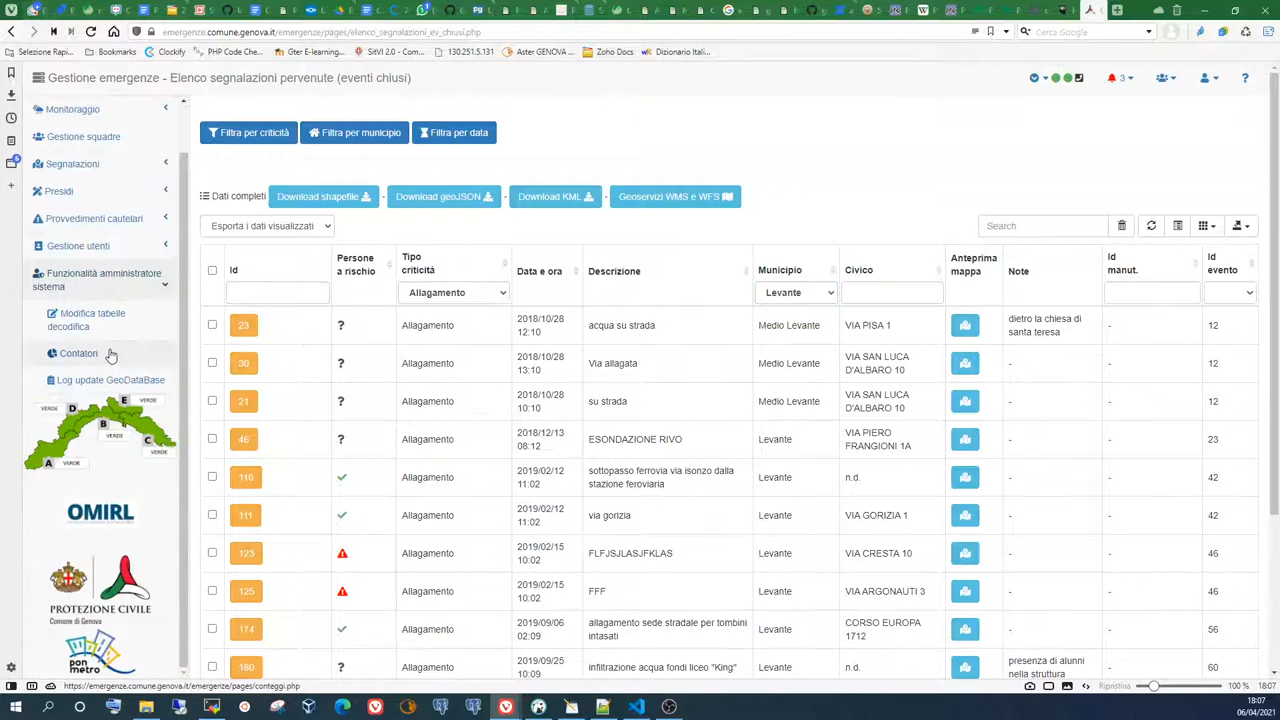 emergenze.comune.genova.it/emergenze/pages/elenco_segnalazioni_ev_chiusi.php
Cerca Google
Selezione Rapi...
Bookmarks
Clockify
PHP Code Che...
Gter E-learning...
SitVI 2.0 - Com...
130.251.5.131
Aster GENOVA ...
Zoho Docs
Dizionario Itali...
Gestione emergenze - Elenco segnalazioni pervenute (eventi chiusi)
3
?
Monitoraggio
Gestione squadre
Segnalazioni
Presidi
Provvedimenti cautelari
Gestione utenti
Funzionalità amministratore
sistema
Modifica tabelle
decodifica
Contatori
Log update GeoDataBase
E VERDE
VERDE D
B
VERDE
C
VERDE
A VERDE
OMIRL
PROTEZIONE CIVILE
Comune di Genova
pon
metro
Filtra per criticità
Filtra per municipio
Filtra per data
Dati completi Download shapefile - Download geoJSON - Download KML - Geoservizi WMS e WFS
Esporta i dati visualizzati
Search
Id
Persone
a rischio
Tipo
criticità
Data e ora
Descrizione
Municipio
Civico
Anteprima
mappa
Note
Id
manut.
Id
evento
Allagamento
Levante
23 ? Allagamento 2018/10/28 12:10 acqua su strada Medio Levante VIA PISA 1 dietro la chiesa di santa teresa - 12
30 ? Allagamento 2018/10/28 13:10 Via allagata Medio Levante VIA SAN LUCA D'ALBARO 10 - - 12
21 ? Allagamento 2018/10/28 10:10 su strada Medio Levante VIA SAN LUCA D'ALBARO 10 - - 12
46 ? Allagamento 2018/12/13 08:12 ESONDAZIONE RIVO Levante VIA PIERO FRANGIONI 1A - - 23
110 Allagamento 2019/02/12 11:02 sottopasso ferrovia via isonzo dalla stazione feroviaria Levante n.d. - - 42
111 Allagamento 2019/02/12 11:02 via gorizia Levante VIA GORIZIA 1 - - 42
123 Allagamento 2019/02/15 10:02 FLFJSJLASJFKLAS Levante VIA CRESTA 10 - - 46
125 Allagamento 2019/02/15 10:02 FFF Levante VIA ARGONAUTI 3 - - 46
174 Allagamento 2019/09/06 02:09 allagamento sede stradale per tombini intasati Levante CORSO EUROPA 1712 - - 56
180 ? Allagamento 2019/09/25 10:09 infiltrazione acqua fondi liceo "King" Levante n.d. presenza di alunni nella struttura - 60
https://emergenze.comune.genova.it/emergenze/pages/conteggi.php
Ripristina
100 %
18:07
18:07
06/04/2021